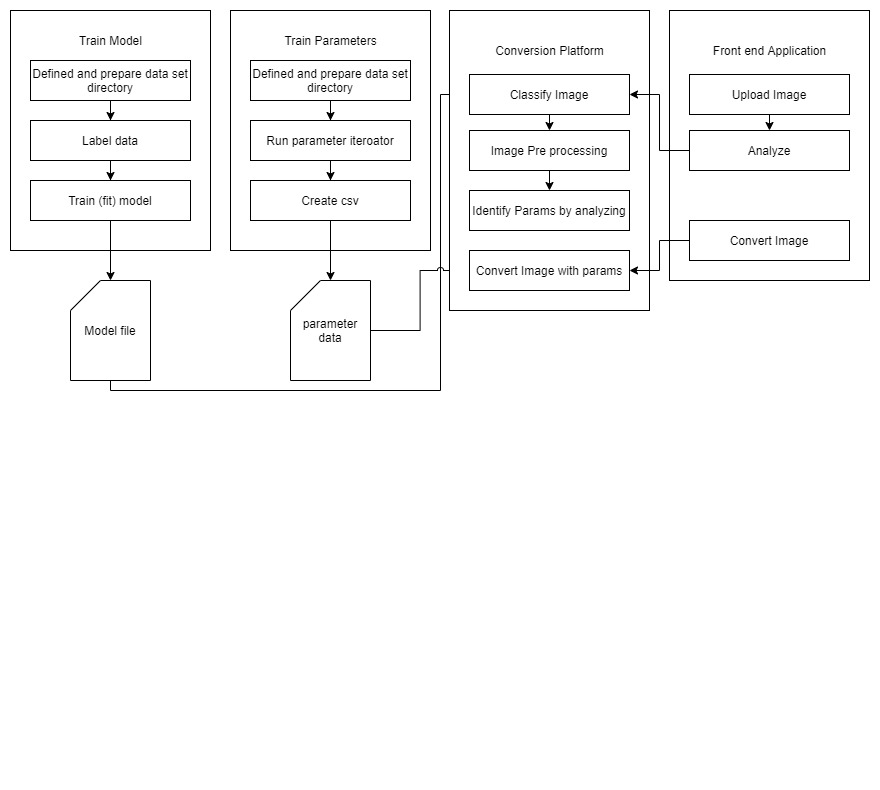 Train Model
Defined and prepare data set
directory
Label data
Train (fit) model
Model file
Train Parameters
Defined and prepare data set
directory
Run parameter iteroator
Create csv
parameter
data
Conversion Platform
Classify Image
Image Pre processing
Identify Params by analyzing
Convert Image with params
Front end Application
Upload Image
Analyze
Convert Image